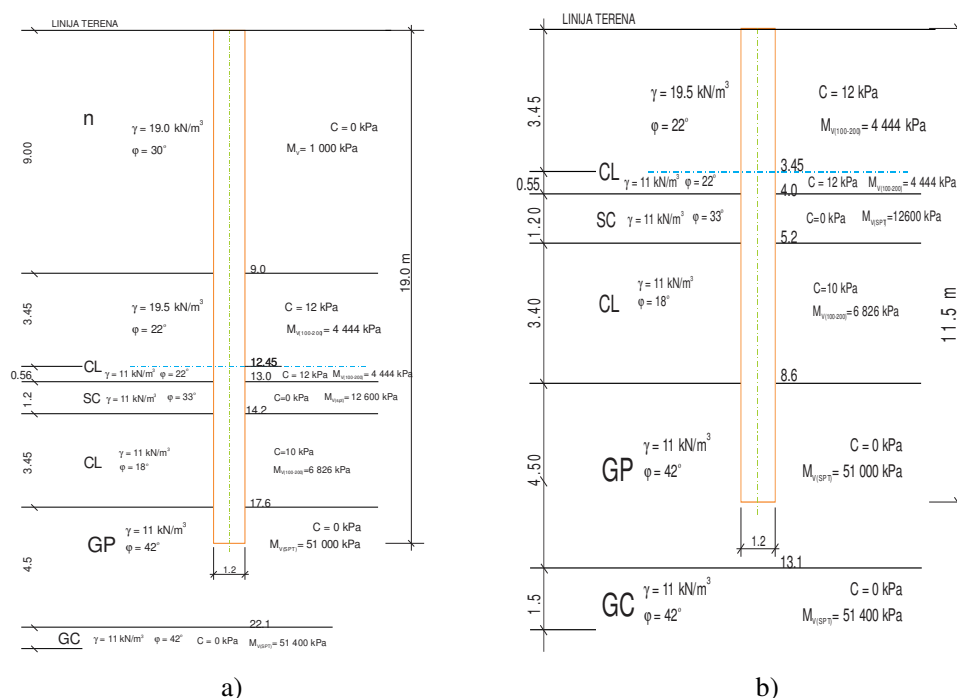 LINIJA TERENA
n
γ = 19.0 kN/m³
φ = 30°
C = 0 kPa
Mv = 1 000 kPa
9.00
9.0
19.0 m
γ = 19.5 kN/m³
φ = 22°
C = 12 kPa
MV(100-200) = 4 444 kPa
3.45
12.45
CL γ = 11 kN/m³ φ = 22° C = 12 kPa MV(100-200) = 4 444 kPa
0.56
13.0
SC γ = 11 kN/m³ φ = 33° C=0 kPa MV(spt) = 12 600 kPa
1.2
14.2
CL
γ = 11 kN/m³
φ = 18°
C=10 kPa
MV(100-200)=6 826 kPa
3.45
17.6
GP
γ = 11 kN/m³
φ = 42°
C = 0 kPa
MV(SPT)= 51 000 kPa
4.5
1.2
22.1
GC γ = 11 kN/m³ φ = 42° C = 0 kPa MV(SPT)= 51 400 kPa
a)
LINIJA TERENA
γ = 19.5 kN/m³
φ = 22°
C = 12 kPa
MV(100-200) = 4 444 kPa
3.45
3.45
CL γ = 11 kN/m³ φ = 22° C = 12 kPa MV(100-200) = 4 444 kPa
0.55
4.0
SC γ = 11 kN/m³ φ = 33° C=0 kPa MV(SPT)=12600 kPa
1.20
5.2
CL
γ = 11 kN/m³
φ = 18°
C=10 kPa
MV(100-200)=6 826 kPa
3.40
11.5 m
8.6
GP
γ = 11 kN/m³
φ = 42°
C = 0 kPa
MV(SPT)= 51 000 kPa
4.50
1.2
13.1
GC
γ = 11 kN/m³
φ = 42°
C = 0 kPa
MV(SPT)= 51 400 kPa
1.5
b)